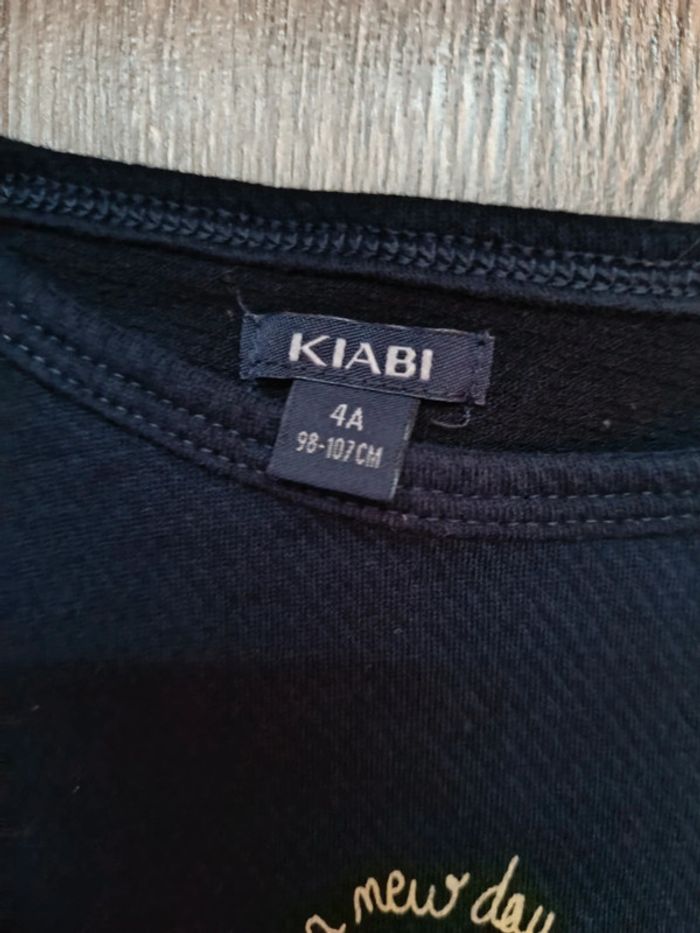 KIABI
4A
98-107CM
new day